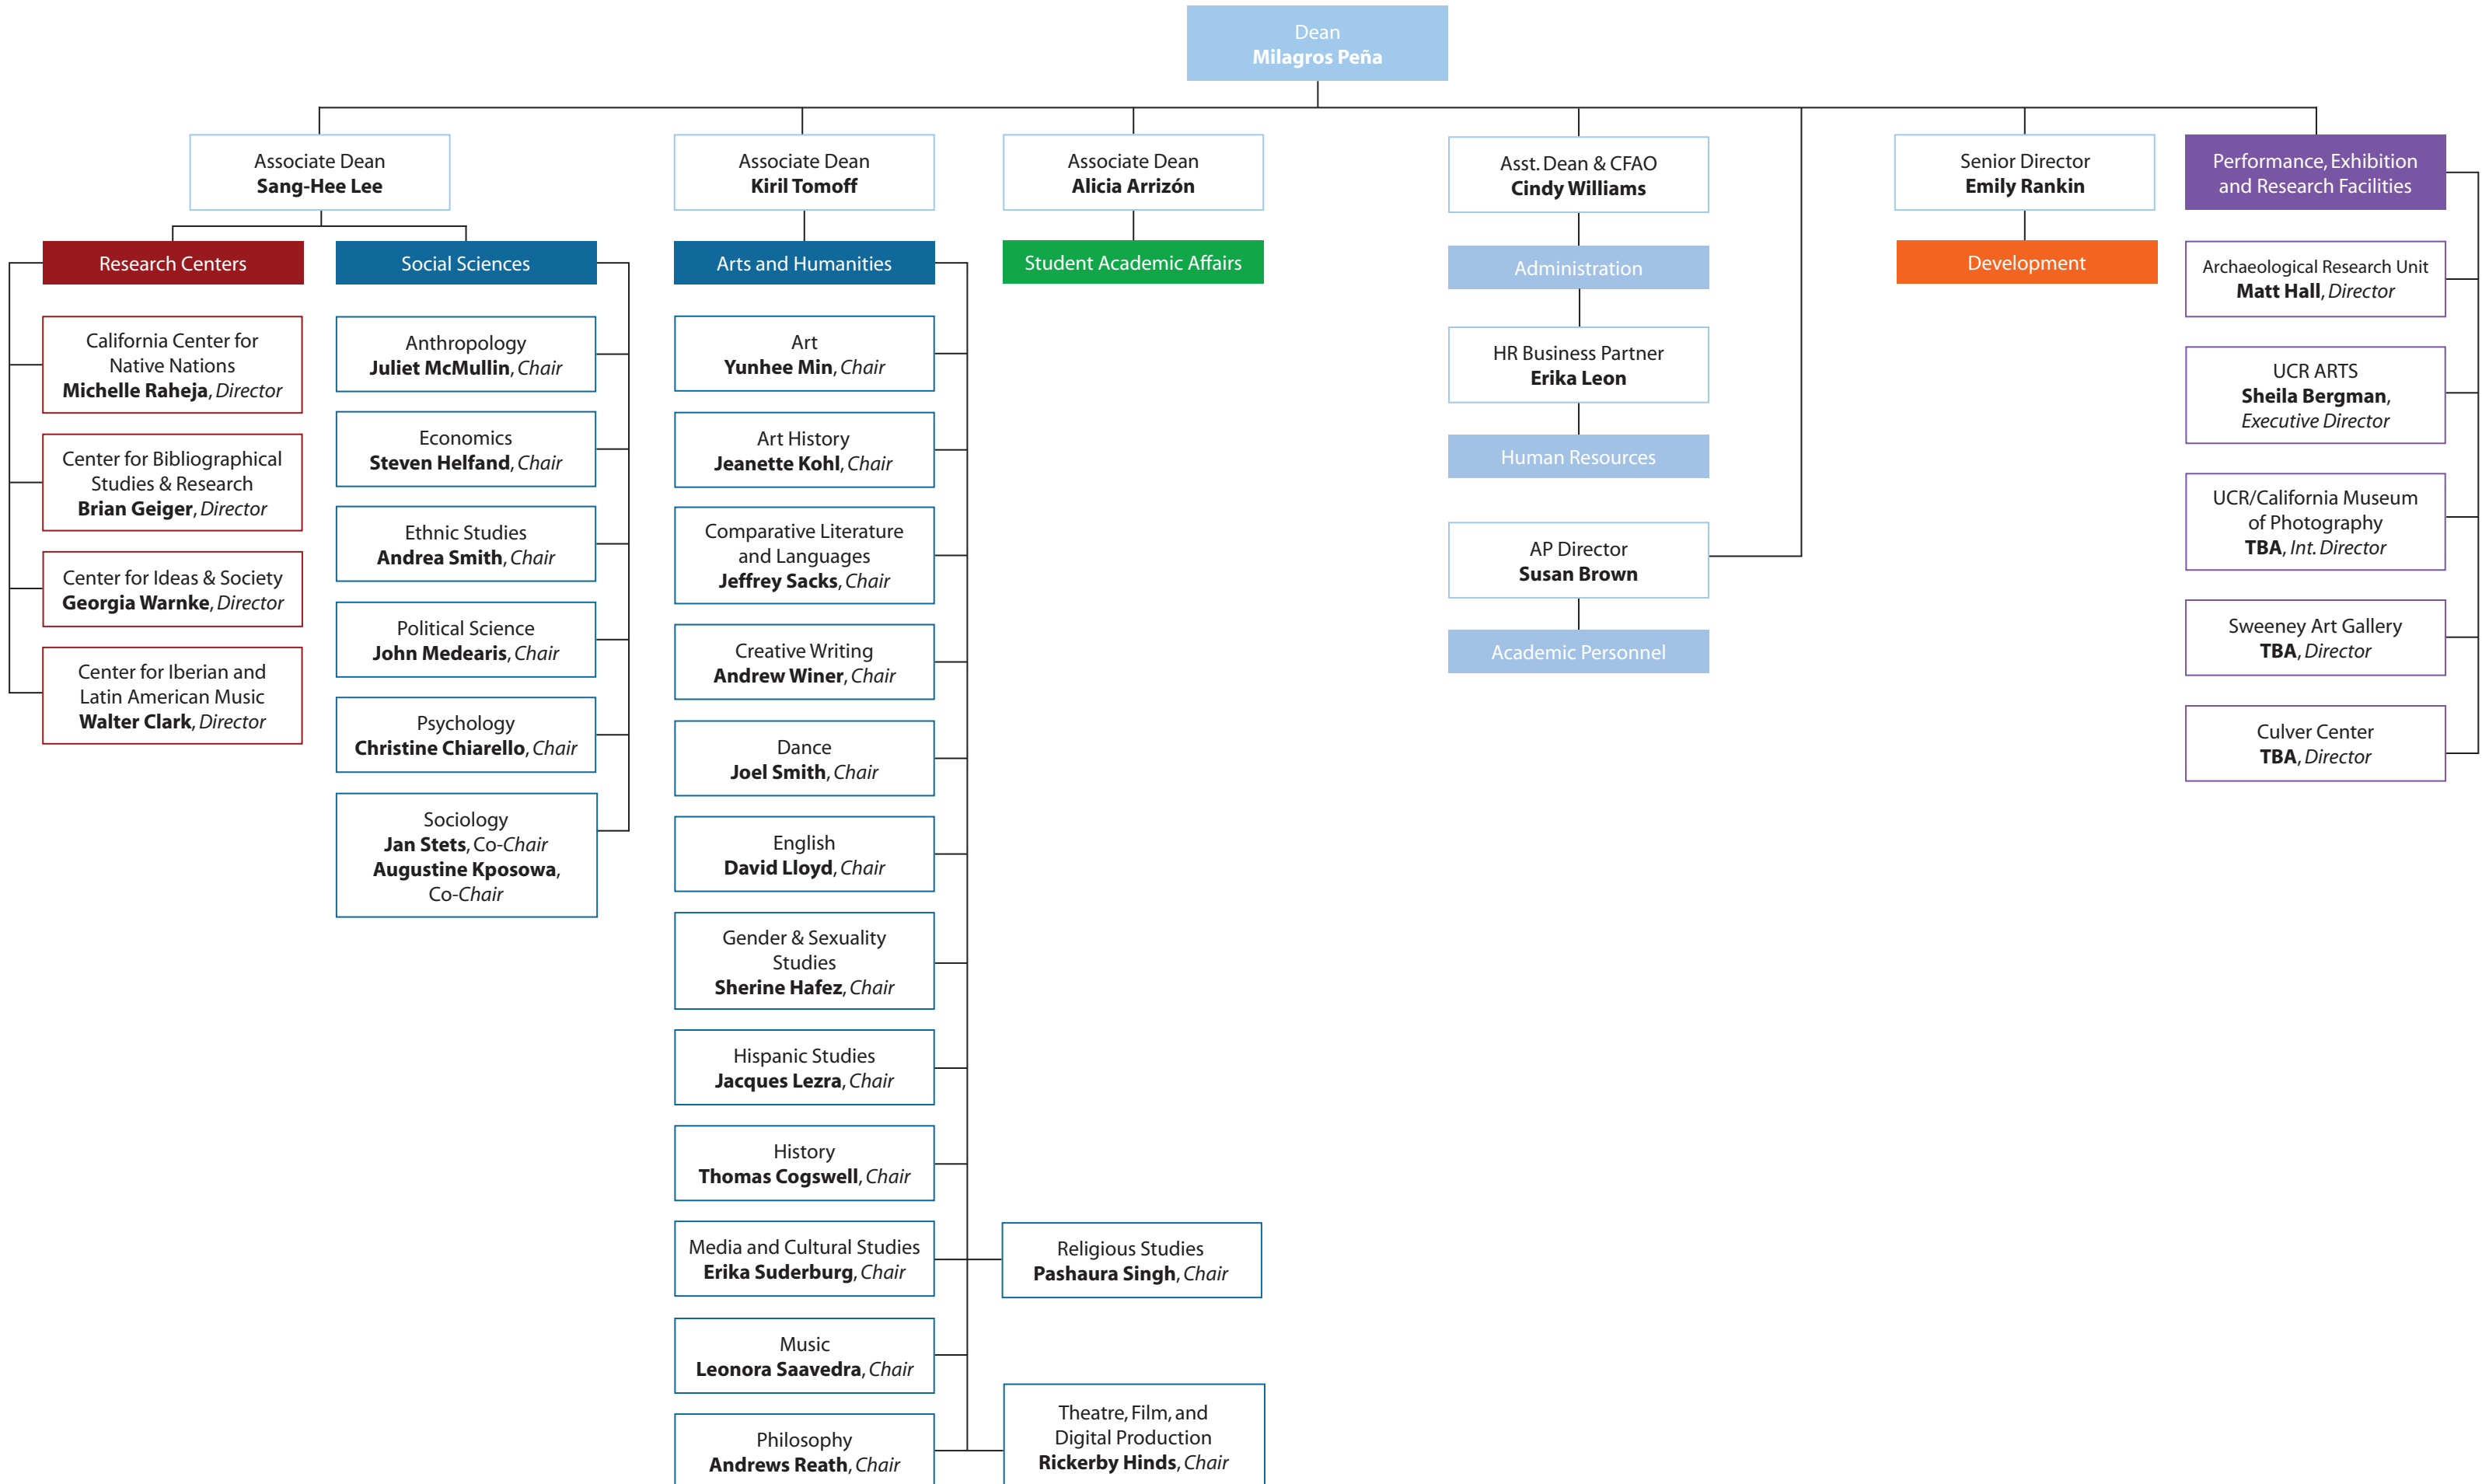 Dean
Milagros Peña
Associate Dean
Sang-Hee Lee
Associate Dean
Kiril Tomoff
Associate Dean
Alicia Arrizón
Asst. Dean & CFAO
Cindy Williams
Senior Director
Emily Rankin
Performance, Exhibition
and Research Facilities
Research Centers
California Center for
Native Nations
Michelle Raheja, Director
Center for Bibliographical
Studies & Research
Brian Geiger, Director
Center for Ideas & Society
Georgia Warnke, Director
Center for Iberian and
Latin American Music
Walter Clark, Director
Social Sciences
Anthropology
Juliet McMullin, Chair
Economics
Steven Helfand, Chair
Ethnic Studies
Andrea Smith, Chair
Political Science
John Medearis, Chair
Psychology
Christine Chiarello, Chair
Sociology
Jan Stets, Co-Chair
Augustine Kposowa,
Co-Chair
Arts and Humanities
Art
Yunhee Min, Chair
Art History
Jeanette Kohl, Chair
Comparative Literature
and Languages
Jeffrey Sacks, Chair
Creative Writing
Andrew Winer, Chair
Dance
Joel Smith, Chair
English
David Lloyd, Chair
Gender & Sexuality
Studies
Sherine Hafez, Chair
Hispanic Studies
Jacques Lezra, Chair
History
Thomas Cogswell, Chair
Media and Cultural Studies
Erika Suderburg, Chair
Music
Leonora Saavedra, Chair
Philosophy
Andrews Reath, Chair
Religious Studies
Pashaura Singh, Chair
Theatre, Film, and
Digital Production
Rickerby Hinds, Chair
Student Academic Affairs
Administration
HR Business Partner
Erika Leon
Human Resources
AP Director
Susan Brown
Academic Personnel
Development
Archaeological Research Unit
Matt Hall, Director
UCR ARTS
Sheila Bergman,
Executive Director
UCR/California Museum
of Photography
TBA, Int. Director
Sweeney Art Gallery
TBA, Director
Culver Center
TBA, Director